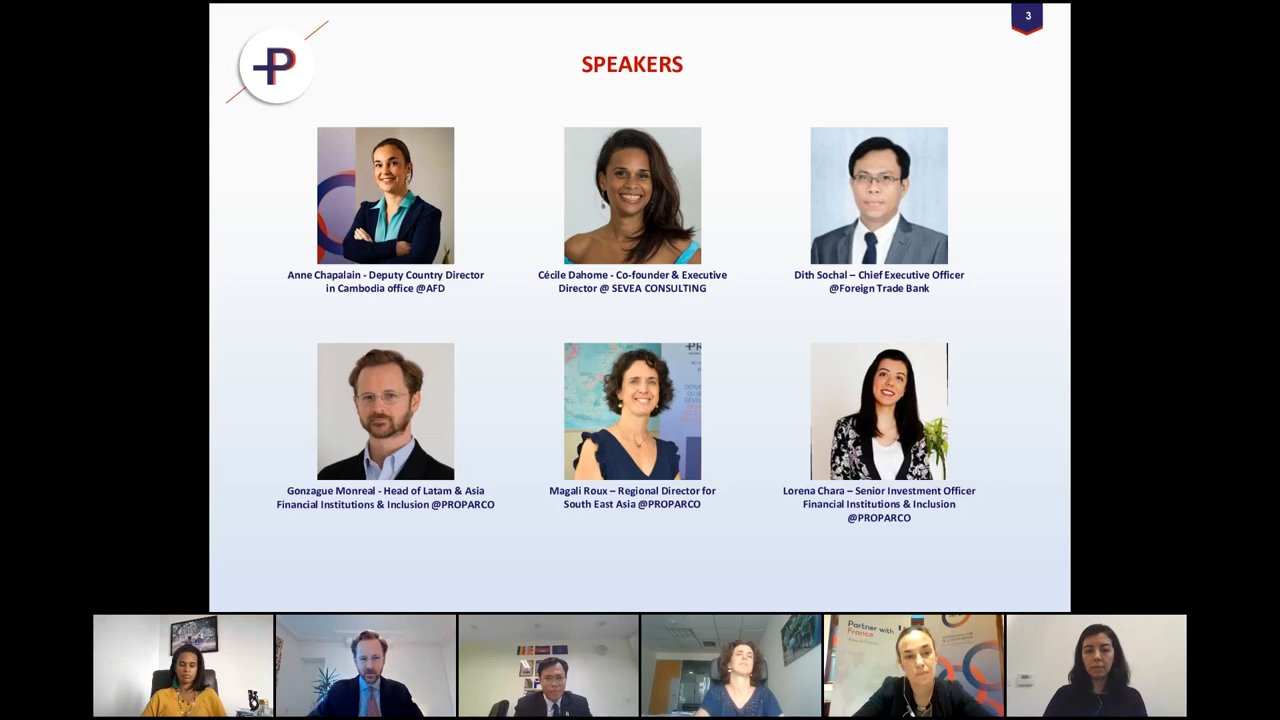 3
P
SPEAKERS
Anne Chapalain - Deputy Country Director
in Cambodia office @AFD
Cécile Dahome - Co-founder & Executive
Director @ SEVEA CONSULTING
Dith Sochal – Chief Executive Officer
@Foreign Trade Bank
Gonzague Monreal - Head of Latam & Asia
Financial Institutions & Inclusion @PROPARCO
Magali Roux – Regional Director for
South East Asia @PROPARCO
Lorena Chara – Senior Investment Officer
Financial Institutions & Inclusion
@PROPARCO
Partner with
France